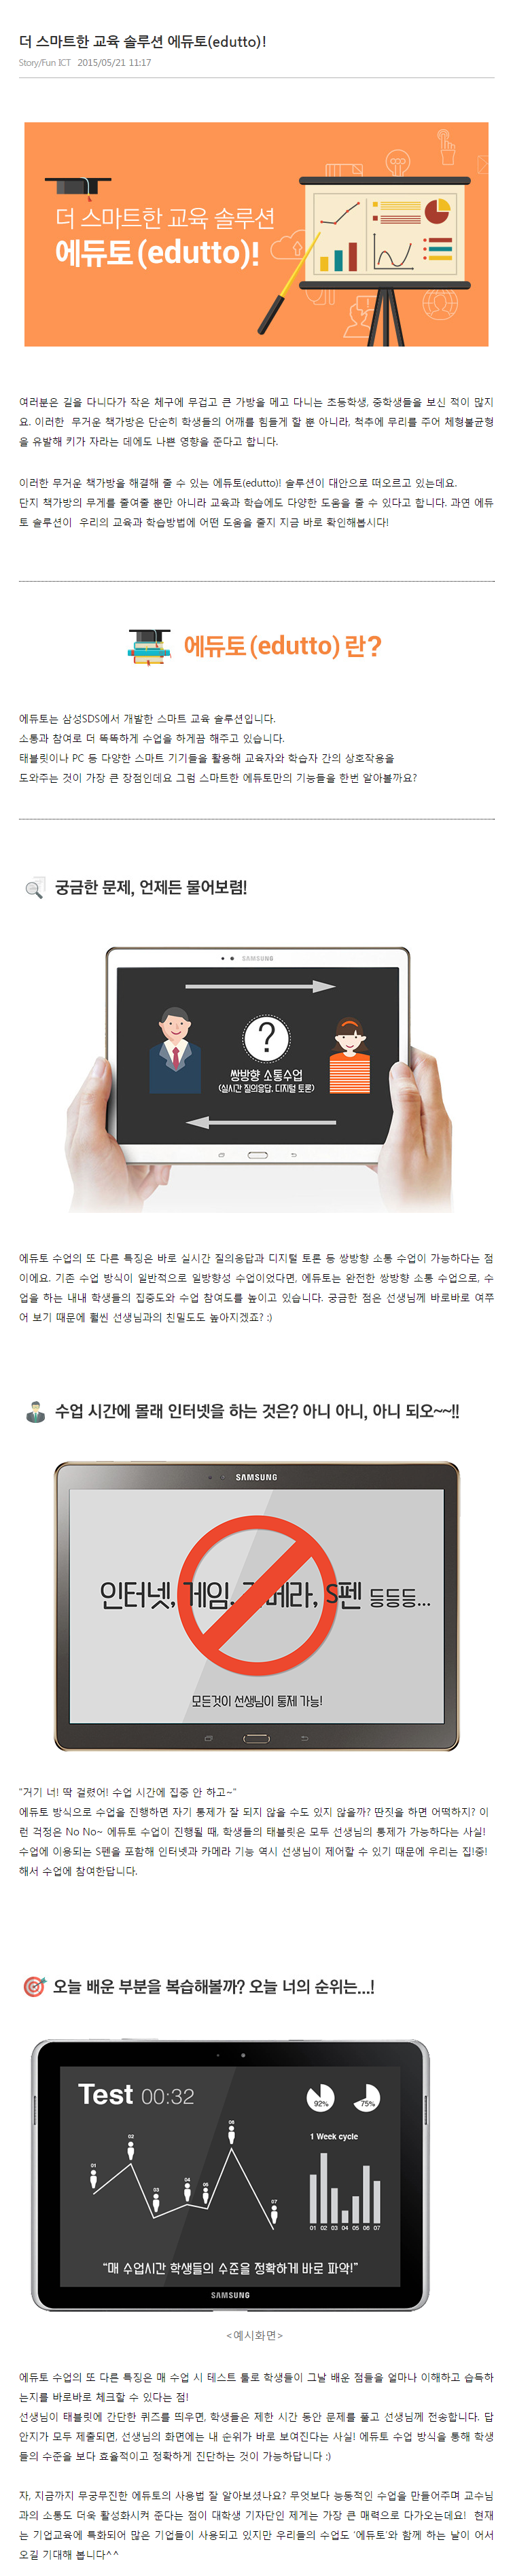 더 스마트한 교육 솔루션 에듀토(edutto)!
Story/Fun ICT 2015/05/21 11:17
더 스마트한 교육 솔루션
에듀토(edutto)!
여러분은 길을 다니다가 작은 체구에 무겁고 큰 가방을 메고 다니는 초등학생, 중학생들을 보신 적이 많지
요. 이러한 무거운 책가방은 단순히 학생들의 어깨를 힘들게 할 뿐 아니라, 척추에 무리를 주어 체형불균형
을 유발해 키가 자라는 데에도 나쁜 영향을 준다고 합니다.
이러한 무거운 책가방을 해결해 줄 수 있는 에듀토(edutto)! 솔루션이 대안으로 떠오르고 있는데요.
단지 책가방의 무게를 줄여줄 뿐만 아니라 교육과 학습에도 다양한 도움을 줄 수 있다고 합니다. 과연 에듀
토 솔루션이 우리의 교육과 학습방법에 어떤 도움을 줄지 지금 바로 확인해봅시다!
에듀토(edutto)란?
에듀토는 삼성SDS에서 개발한 스마트 교육 솔루션입니다.
소통과 참여로 더 똑똑하게 수업을 하게끔 해주고 있습니다.
태블릿이나 PC 등 다양한 스마트 기기들을 활용해 교육자와 학습자 간의 상호작용을
도와주는 것이 가장 큰 장점인데요 그럼 스마트한 에듀토만의 기능들을 한번 알아볼까요?
궁금한 문제, 언제든 물어보렴!
SAMSUNG
?
쌍방향 소통수업
(실시간 질의응답, 디지털 토론)
에듀토 수업의 또 다른 특징은 바로 실시간 질의응답과 디지털 토론 등 쌍방향 소통 수업이 가능하다는 점
이에요. 기존 수업 방식이 일반적으로 일방향성 수업이었다면, 에듀토는 완전한 쌍방향 소통 수업으로, 수
업을 하는 내내 학생들의 집중도와 수업 참여도를 높이고 있습니다. 궁금한 점은 선생님께 바로바로 여쭈
어 보기 때문에 훨씬 선생님과의 친밀도도 높아지겠죠? :)
수업 시간에 몰래 인터넷을 하는 것은? 아니 아니, 아니 되오~~!!
SAMSUNG
인터넷, 게임, 카메라, S펜 등등등...
모든것이 선생님이 통제 가능!
"거기 너! 딱 걸렸어! 수업 시간에 집중 안 하고~"
에듀토 방식으로 수업을 진행하면 자기 통제가 잘 되지 않을 수도 있지 않을까? 딴짓을 하면 어떡하지? 이
런 걱정은 No No~ 에듀토 수업이 진행될 때, 학생들의 태블릿은 모두 선생님의 통제가 가능하다는 사실!
수업에 이용되는 S펜을 포함해 인터넷과 카메라 기능 역시 선생님이 제어할 수 있기 때문에 우리는 집!중!
해서 수업에 참여한답니다.
오늘 배운 부분을 복습해볼까? 오늘 너의 순위는...!
Test 00:32
92% 75%
1 Week cycle
01 02 03 04 05 06 07
01 02 03 04 05 06 07
“매 수업시간 학생들의 수준을 정확하게 바로 파악!”
SAMSUNG
<예시화면>
에듀토 수업의 또 다른 특징은 매 수업 시 테스트 툴로 학생들이 그날 배운 점들을 얼마나 이해하고 습득하
는지를 바로바로 체크할 수 있다는 점!
선생님이 태블릿에 간단한 퀴즈를 띄우면, 학생들은 제한 시간 동안 문제를 풀고 선생님께 전송합니다. 답
안지가 모두 제출되면, 선생님의 화면에는 내 순위가 바로 보여진다는 사실! 에듀토 수업 방식을 통해 학생
들의 수준을 보다 효율적이고 정확하게 진단하는 것이 가능하답니다 :)
자, 지금까지 무궁무진한 에듀토의 사용법 잘 알아보셨나요? 무엇보다 능동적인 수업을 만들어주며 교수님
과의 소통도 더욱 활성화시켜 준다는 점이 대학생 기자단인 제게는 가장 큰 매력으로 다가오는데요! 현재
는 기업교육에 특화되어 많은 기업들이 사용되고 있지만 우리들의 수업도 '에듀토'와 함께 하는 날이 어서
오길 기대해 봅니다^^